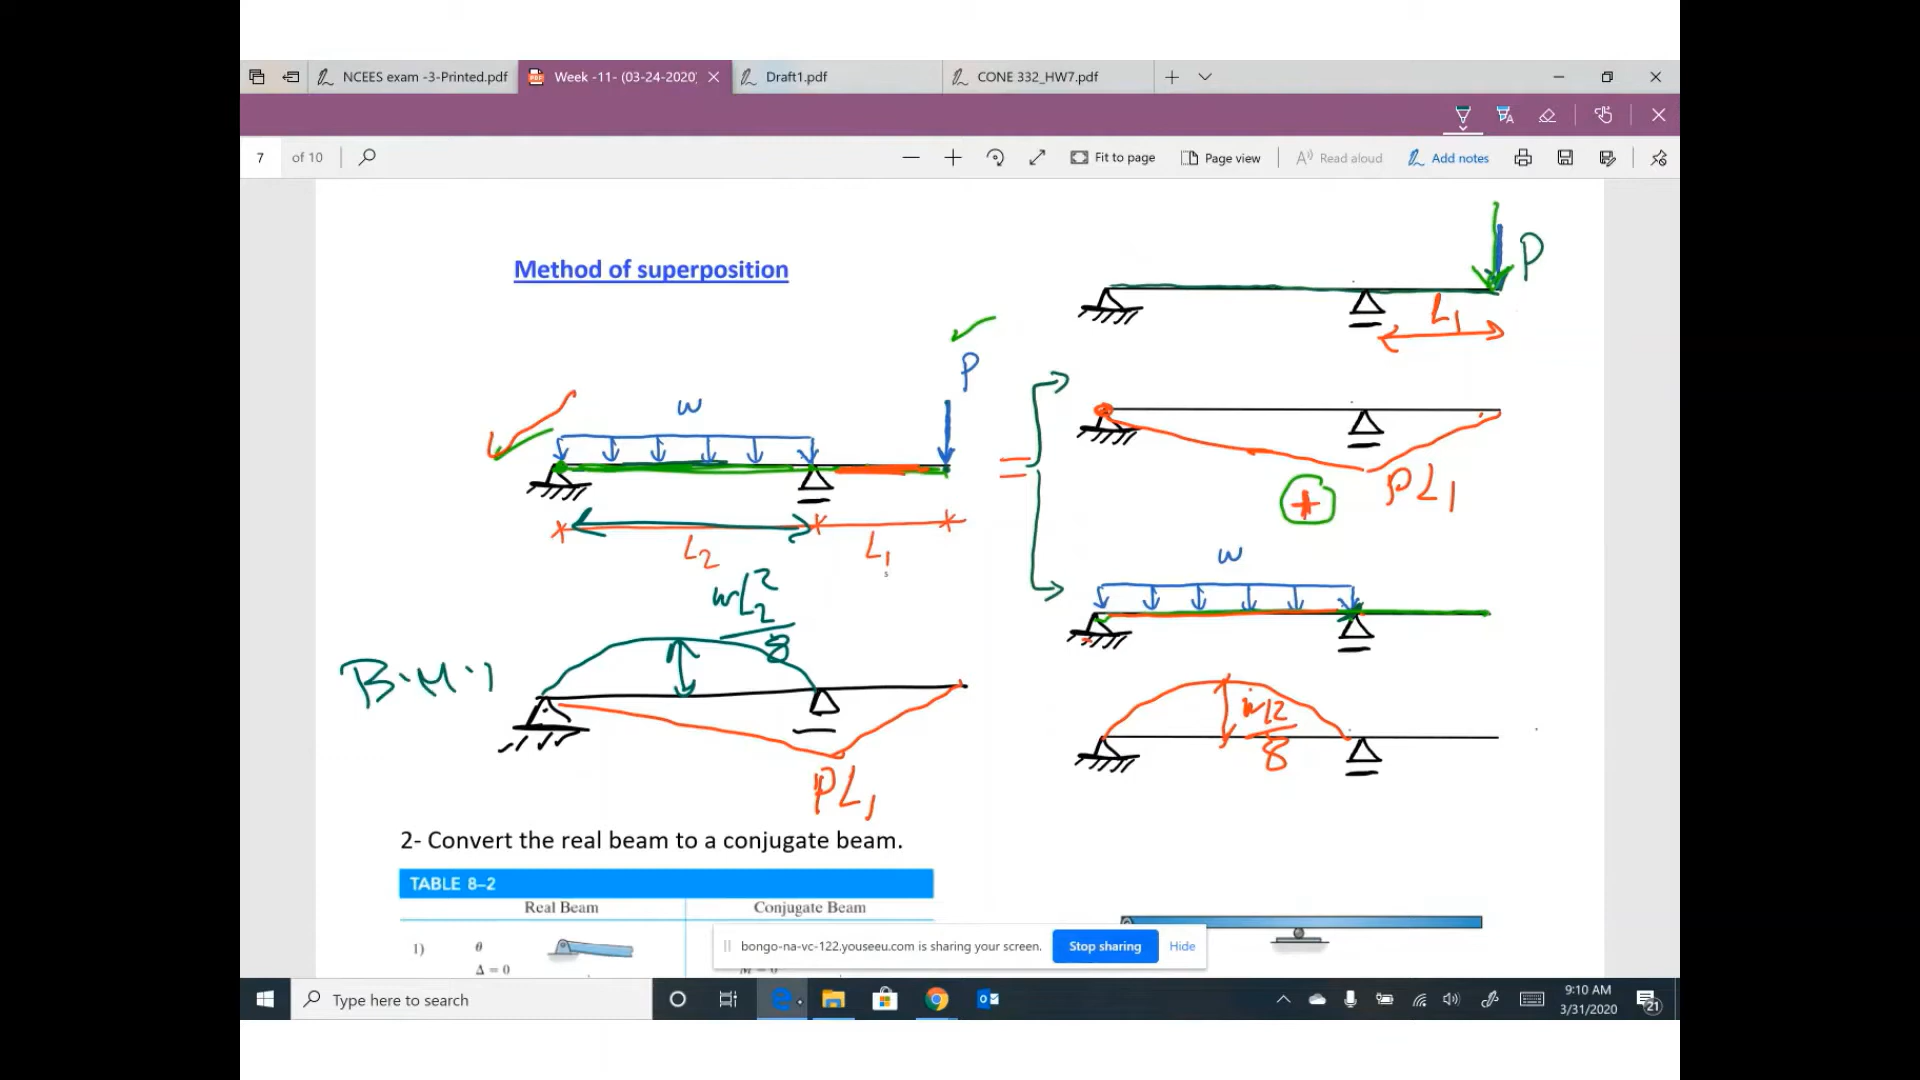 NCEES exam -3-Printed.pdf
Week -11- (03-24-2020)
Draft1.pdf
CONE 332_HW7.pdf
7 of 10
Fit to page
Page view
Read aloud
Add notes
Method of superposition
P
L1
P
w
L2
L1
PL1
+
w
wL2²/8
B.M.
PL1
wl²/8
2- Convert the real beam to a conjugate beam.
TABLE 8–2
Real Beam
Conjugate Beam
1)
θ
Δ = 0
M = 0
bongo-na-vc-122.youseeu.com is sharing your screen.
Stop sharing
Hide
Type here to search
9:10 AM
3/31/2020
21